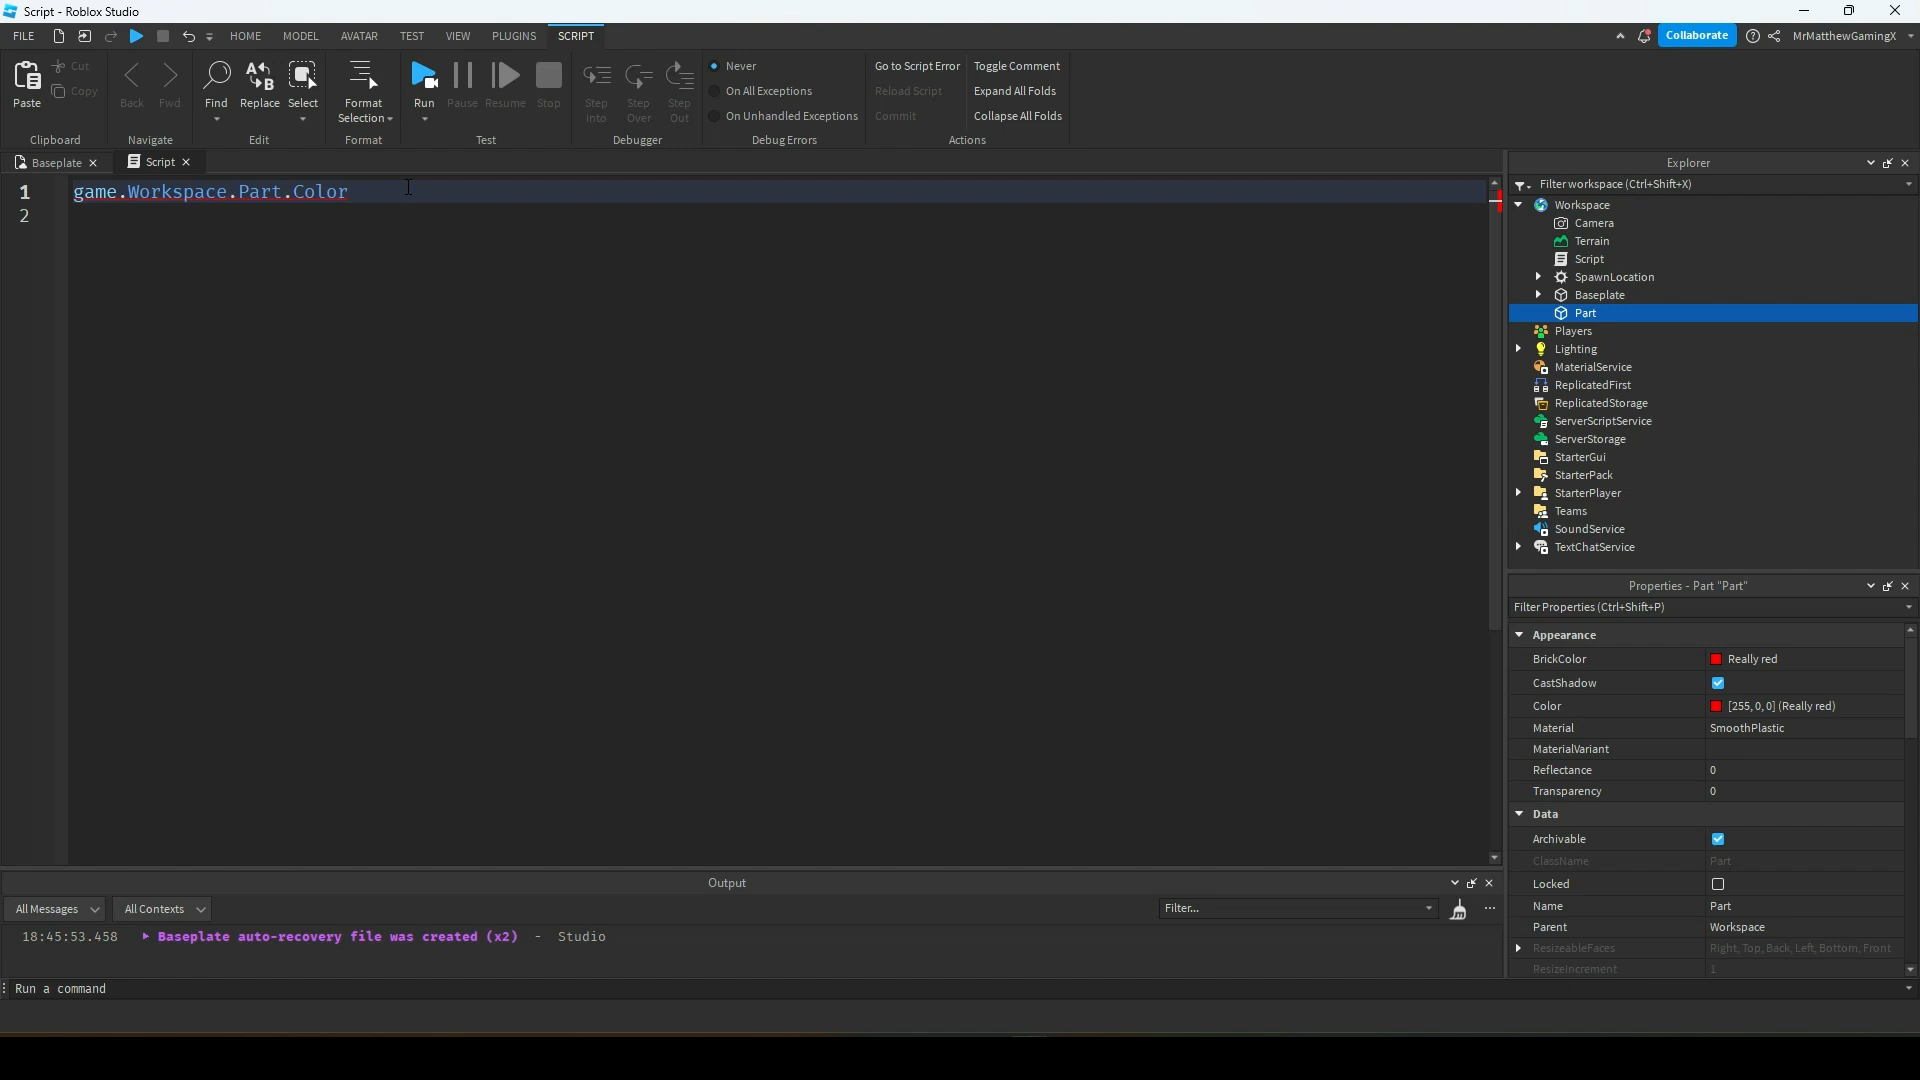 Script - Roblox Studio
FILE HOME MODEL AVATAR TEST VIEW PLUGINS SCRIPT Collaborate MrMatthewGamingX
Paste Cut Copy Clipboard
Back Fwd Navigate
Find Replace Select Edit
Format Selection Format
Run Pause Resume Stop Test
Step Into Step Over Step Out Debugger
Never
On All Exceptions
On Unhandled Exceptions
Debug Errors
Go to Script Error Toggle Comment
Reload Script Expand All Folds
Commit Collapse All Folds
Actions
Baseplate Script
1 game.Workspace.Part.Color
2
Explorer
Filter workspace (Ctrl+Shift+X)
Workspace
Camera
Terrain
Script
SpawnLocation
Baseplate
Part
Players
Lighting
MaterialService
ReplicatedFirst
ReplicatedStorage
ServerScriptService
ServerStorage
StarterGui
StarterPack
StarterPlayer
Teams
SoundService
TextChatService
Properties - Part "Part"
Filter Properties (Ctrl+Shift+P)
Appearance
BrickColor Really red
CastShadow
Color [255, 0, 0] (Really red)
Material SmoothPlastic
MaterialVariant
Reflectance 0
Transparency 0
Data
Archivable
ClassName Part
Locked
Name Part
Parent Workspace
ResizeableFaces Right, Top, Back, Left, Bottom, Front
ResizeIncrement 1
Output
All Messages All Contexts Filter...
18:45:53.458 Baseplate auto-recovery file was created (x2) - Studio
Run a command